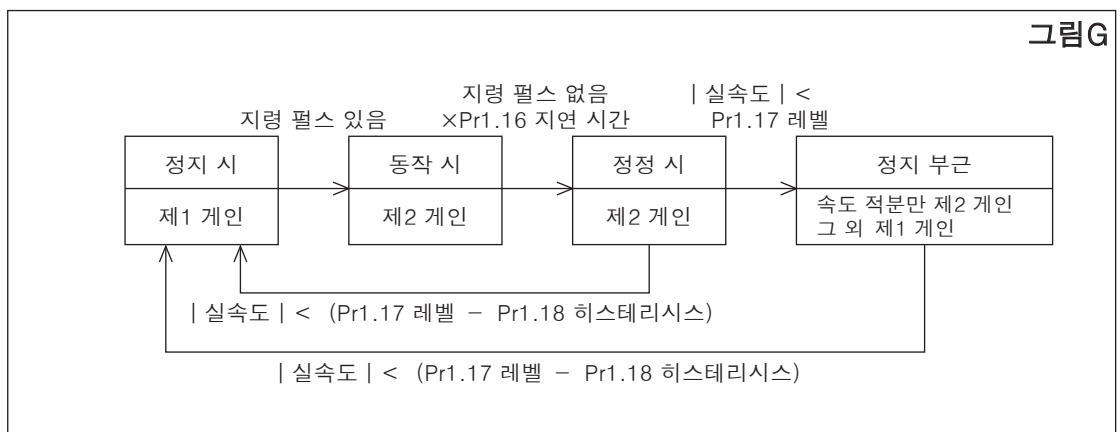 그림G
지령 펄스 없음
| 실속도 | <
지령 펄스 있음
×Pr1.16 지연 시간
Pr1.17 레벨
정지 시
동작 시
정정 시
정지 부근
제1 게인
제2 게인
제2 게인
속도 적분만 제2 게인
그 외 제1 게인
| 실속도 | < (Pr1.17 레벨 − Pr1.18 히스테리시스)
| 실속도 | < (Pr1.17 레벨 − Pr1.18 히스테리시스)